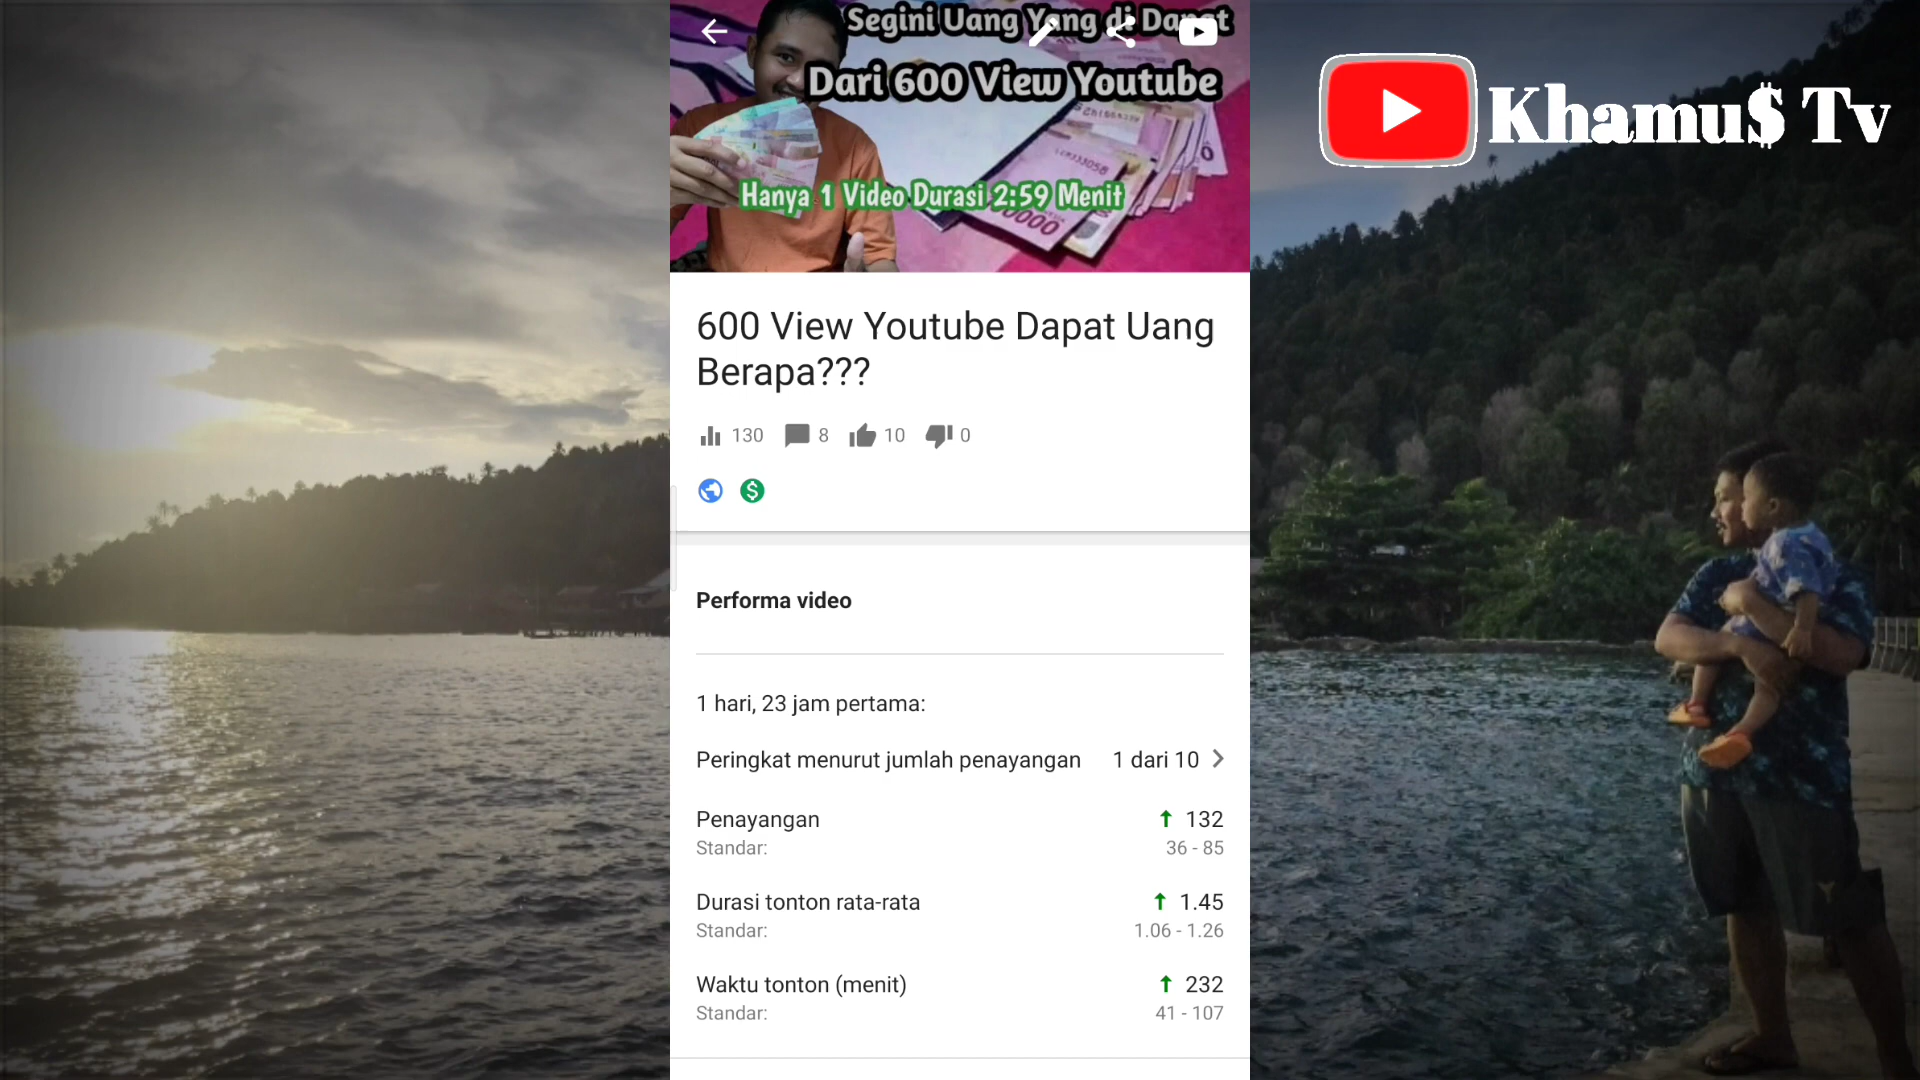 Segini Uang Yang di Dapat
Dari 600 View Youtube
Hanya 1 Video Durasi 2:59 Menit
Khamu$ Tv
600 View Youtube Dapat Uang
Berapa???
130 8 10 0
Performa video
1 hari, 23 jam pertama:
Peringkat menurut jumlah penayangan 1 dari 10
Penayangan 132
Standar: 36 - 85
Durasi tonton rata-rata 1.45
Standar: 1.06 - 1.26
Waktu tonton (menit) 232
Standar: 41 - 107